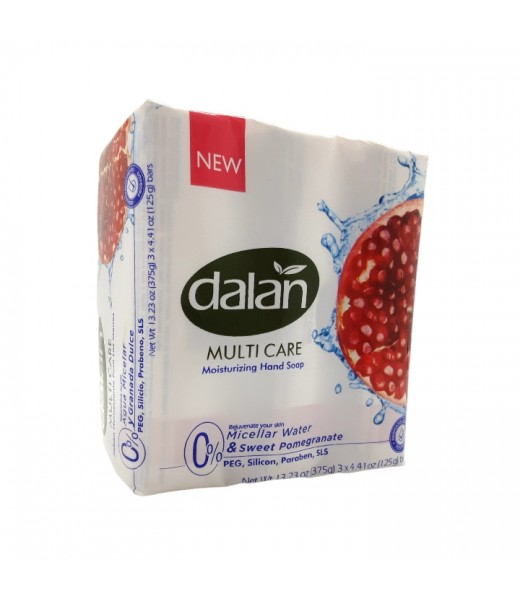 NEW
dalan
MULTI CARE
Moisturizing Hand Soap
Rejuvenate your skin
0%
Micellar Water
& Sweet Pomegranate
PEG, Silicon, Paraben, SLS
Net Wt 13.23 oz (375g) 3 x 4.41 oz (125g)
Net Wt 13.23 oz (375g) 3 x 4.41 oz (125 g) bars
MULTI CARE
0%
Agua Micelar
y Granada Dulce
PEG, Silicio, Probeno, SLS